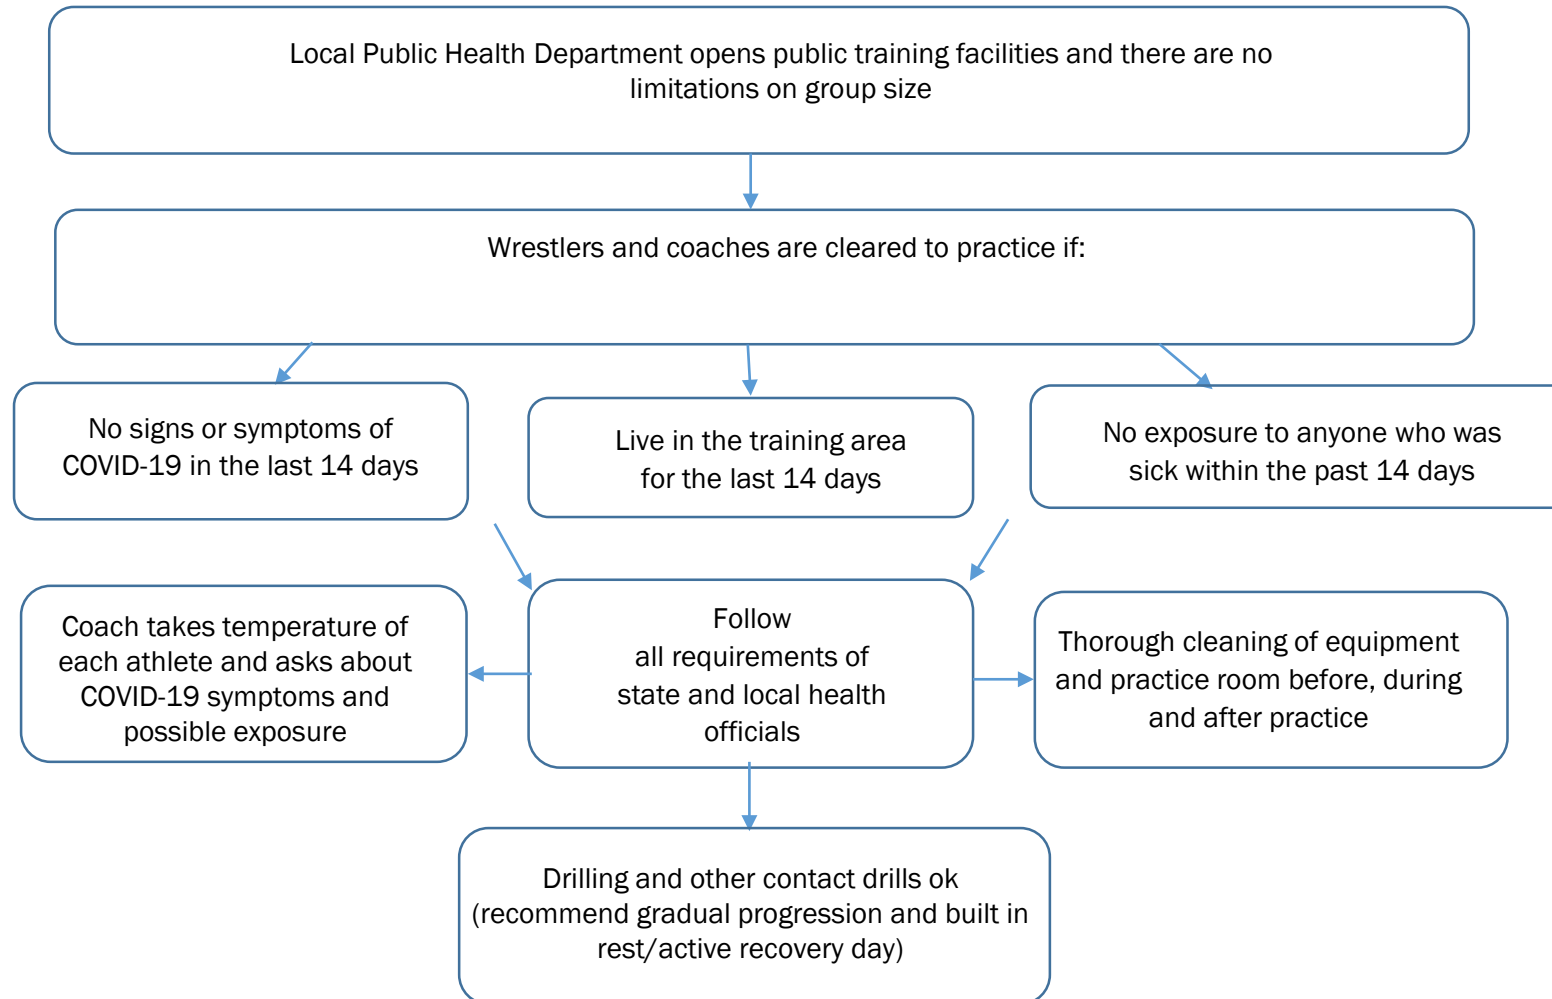 Local Public Health Department opens public training facilities and there are no
limitations on group size
Wrestlers and coaches are cleared to practice if:
No signs or symptoms of
COVID-19 in the last 14 days
Live in the training area
for the last 14 days
No exposure to anyone who was
sick within the past 14 days
Coach takes temperature of
each athlete and asks about
COVID-19 symptoms and
possible exposure
Follow
all requirements of
state and local health
officials
Thorough cleaning of equipment
and practice room before, during
and after practice
Drilling and other contact drills ok
(recommend gradual progression and built in
rest/active recovery day)